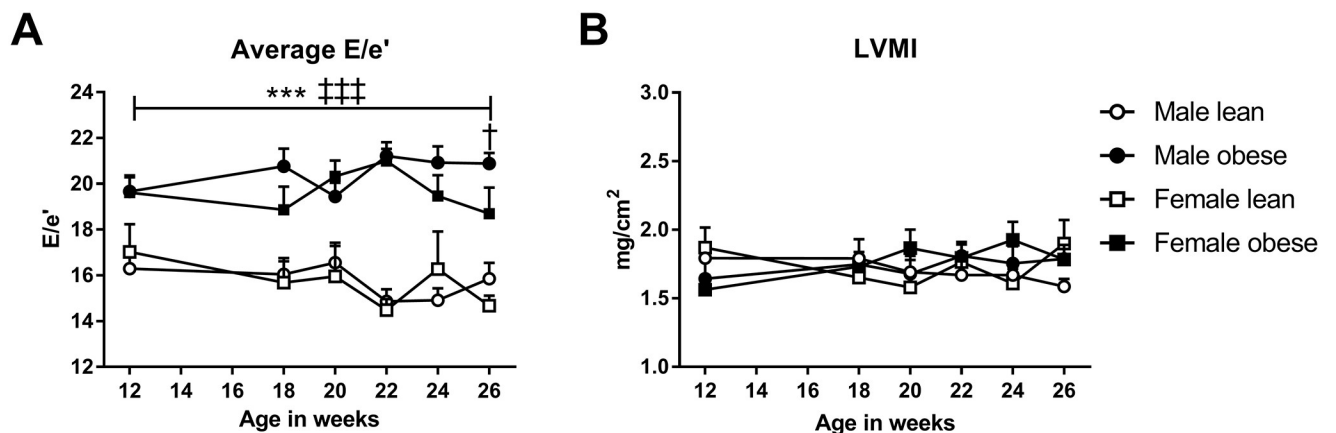 A
Average E/e'
*** ‡‡‡
†
24
22
20
18
16
14
12
E/e'
12 14 16 18 20 22 24 26
Age in weeks
B
LVMI
3.0
2.5
2.0
1.5
1.0
mg/cm²
12 14 16 18 20 22 24 26
Age in weeks
Male lean
Male obese
Female lean
Female obese